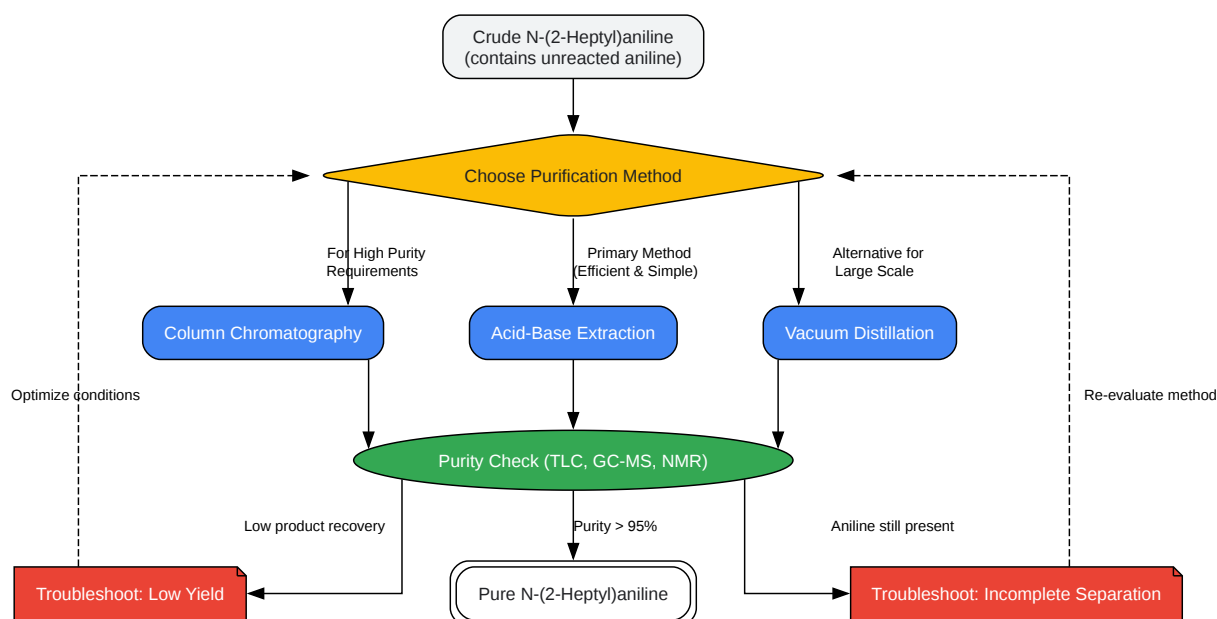 Crude N-(2-Heptyl)aniline
(contains unreacted aniline)
Choose Purification Method
For High Purity
Requirements
Primary Method
(Efficient & Simple)
Alternative for
Large Scale
Column Chromatography
Acid-Base Extraction
Vacuum Distillation
Optimize conditions
Re-evaluate method
Purity Check (TLC, GC-MS, NMR)
Low product recovery
Purity > 95%
Aniline still present
Troubleshoot: Low Yield
Pure N-(2-Heptyl)aniline
Troubleshoot: Incomplete Separation